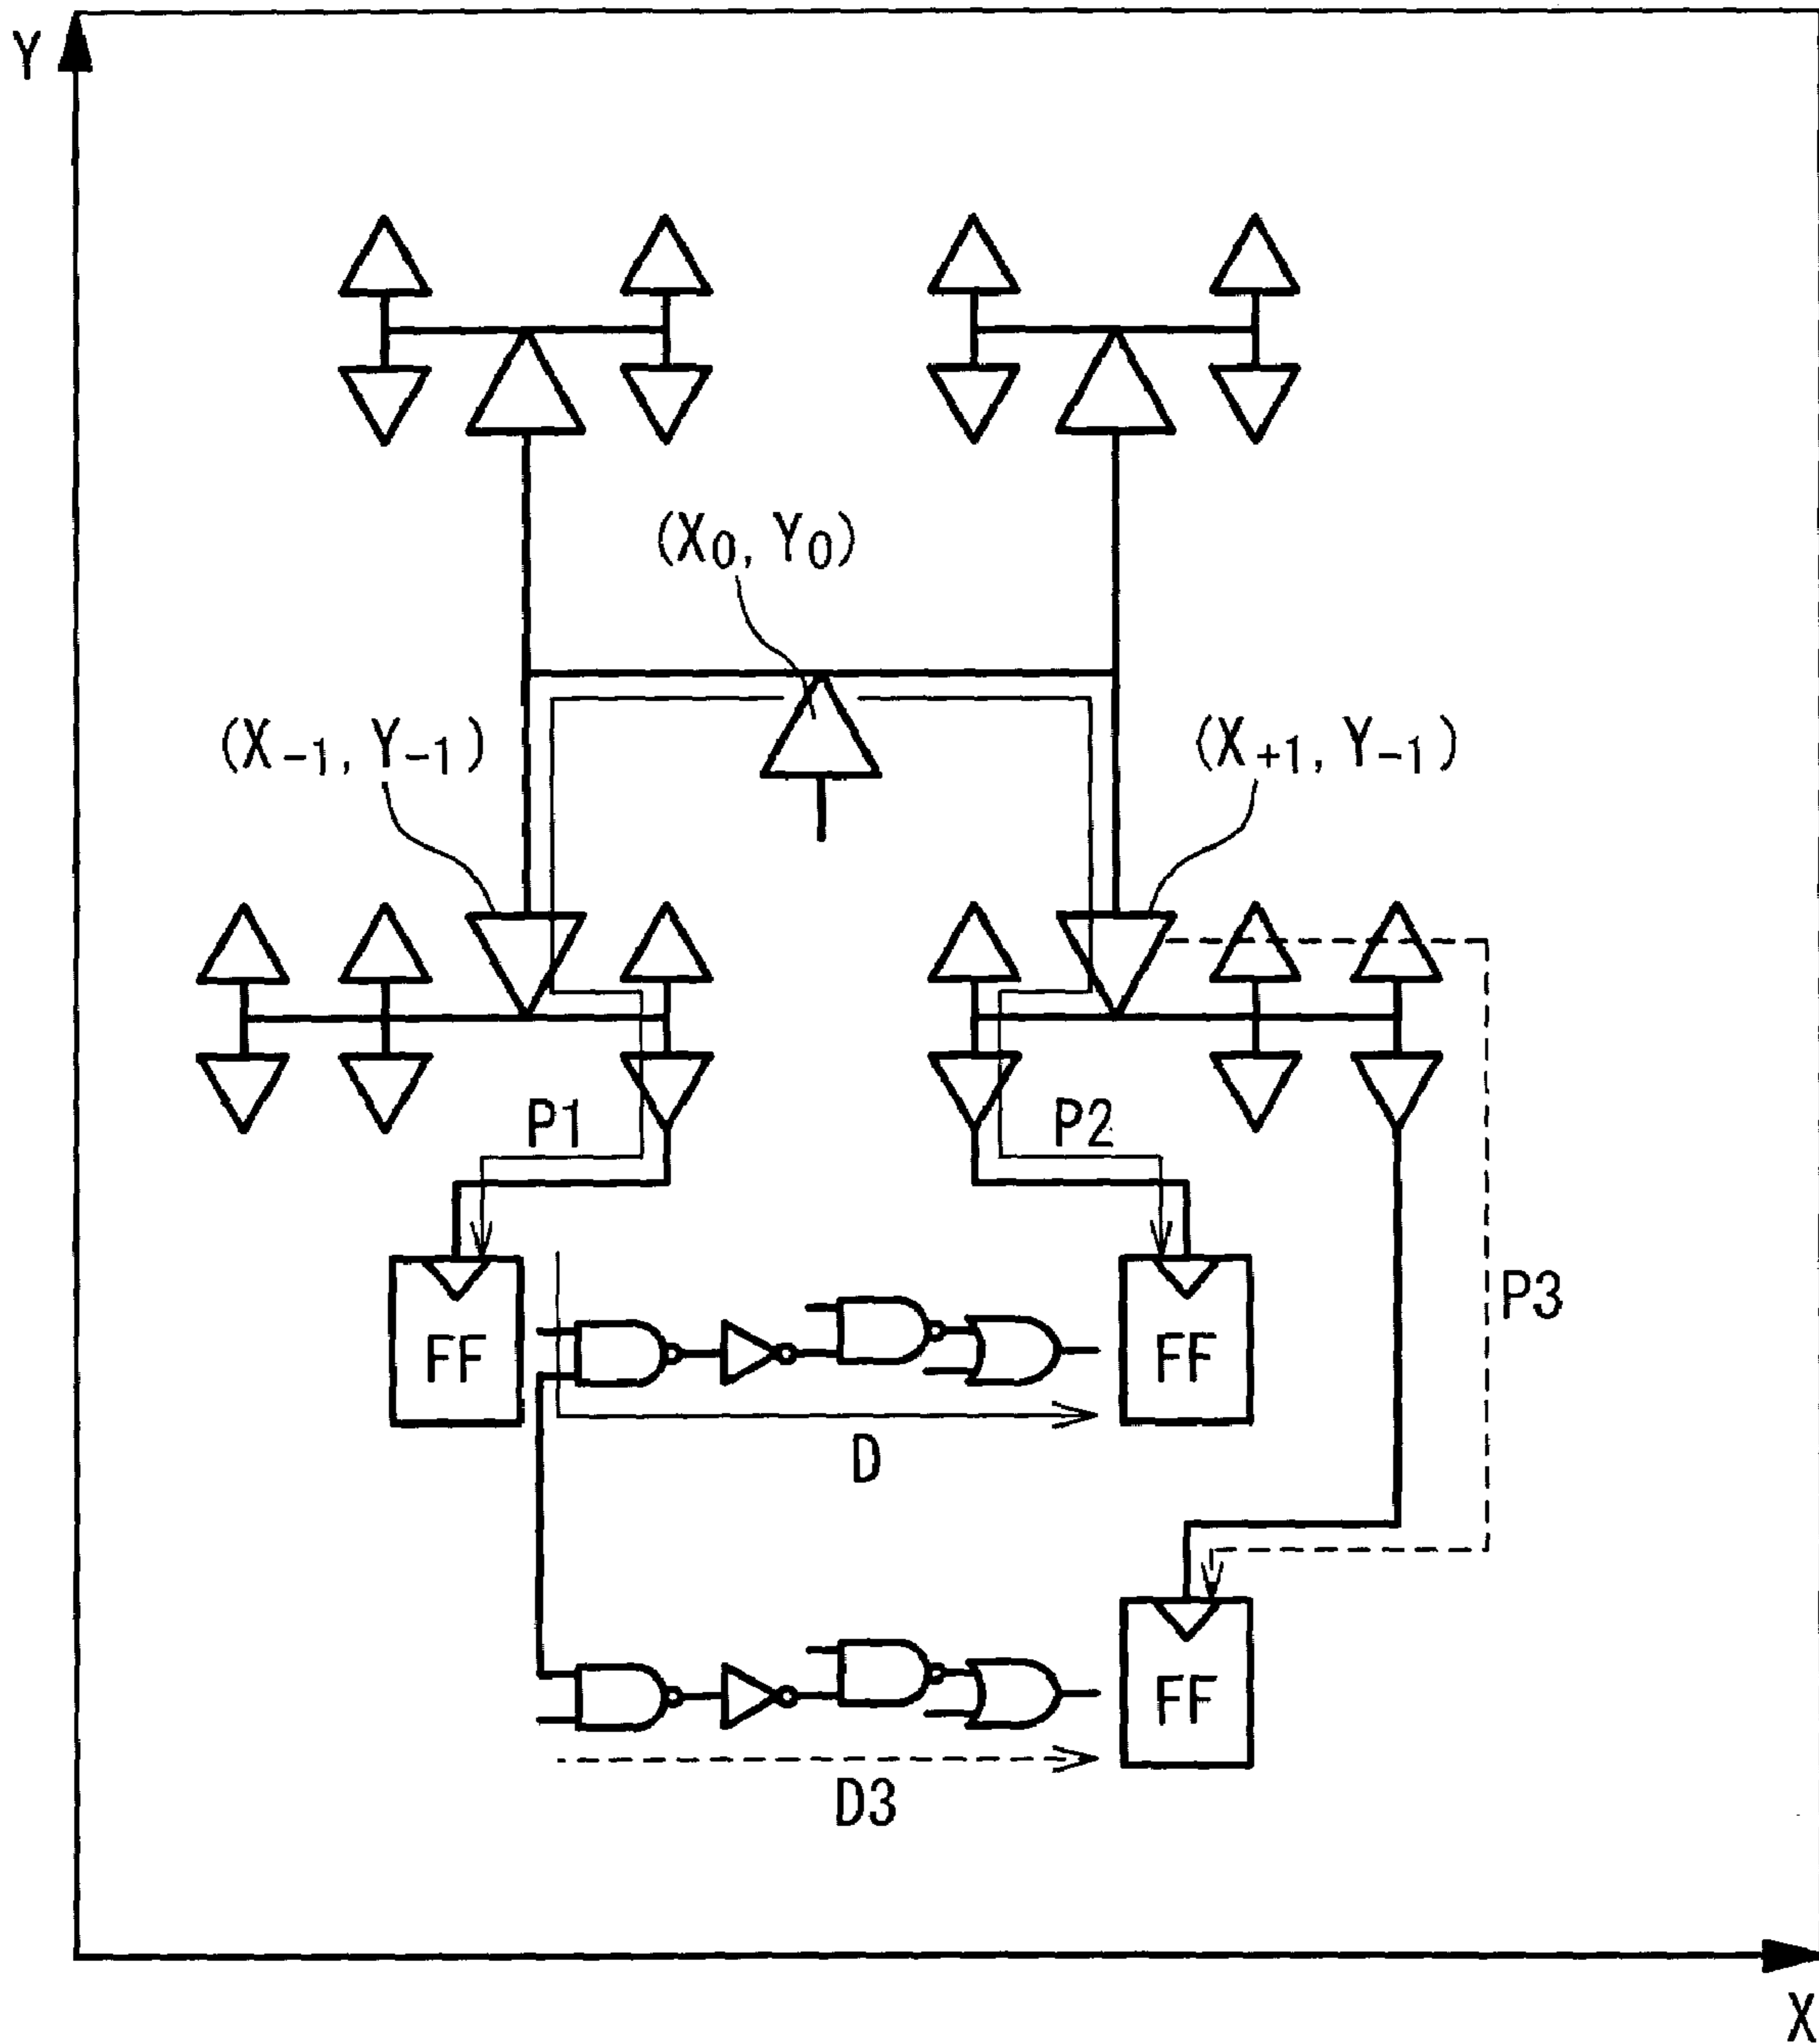 Y
(X0, Y0)
(X-1, Y-1)
(X+1, Y-1)
P1
P2
P3
FF
FF
D
FF
D3
X